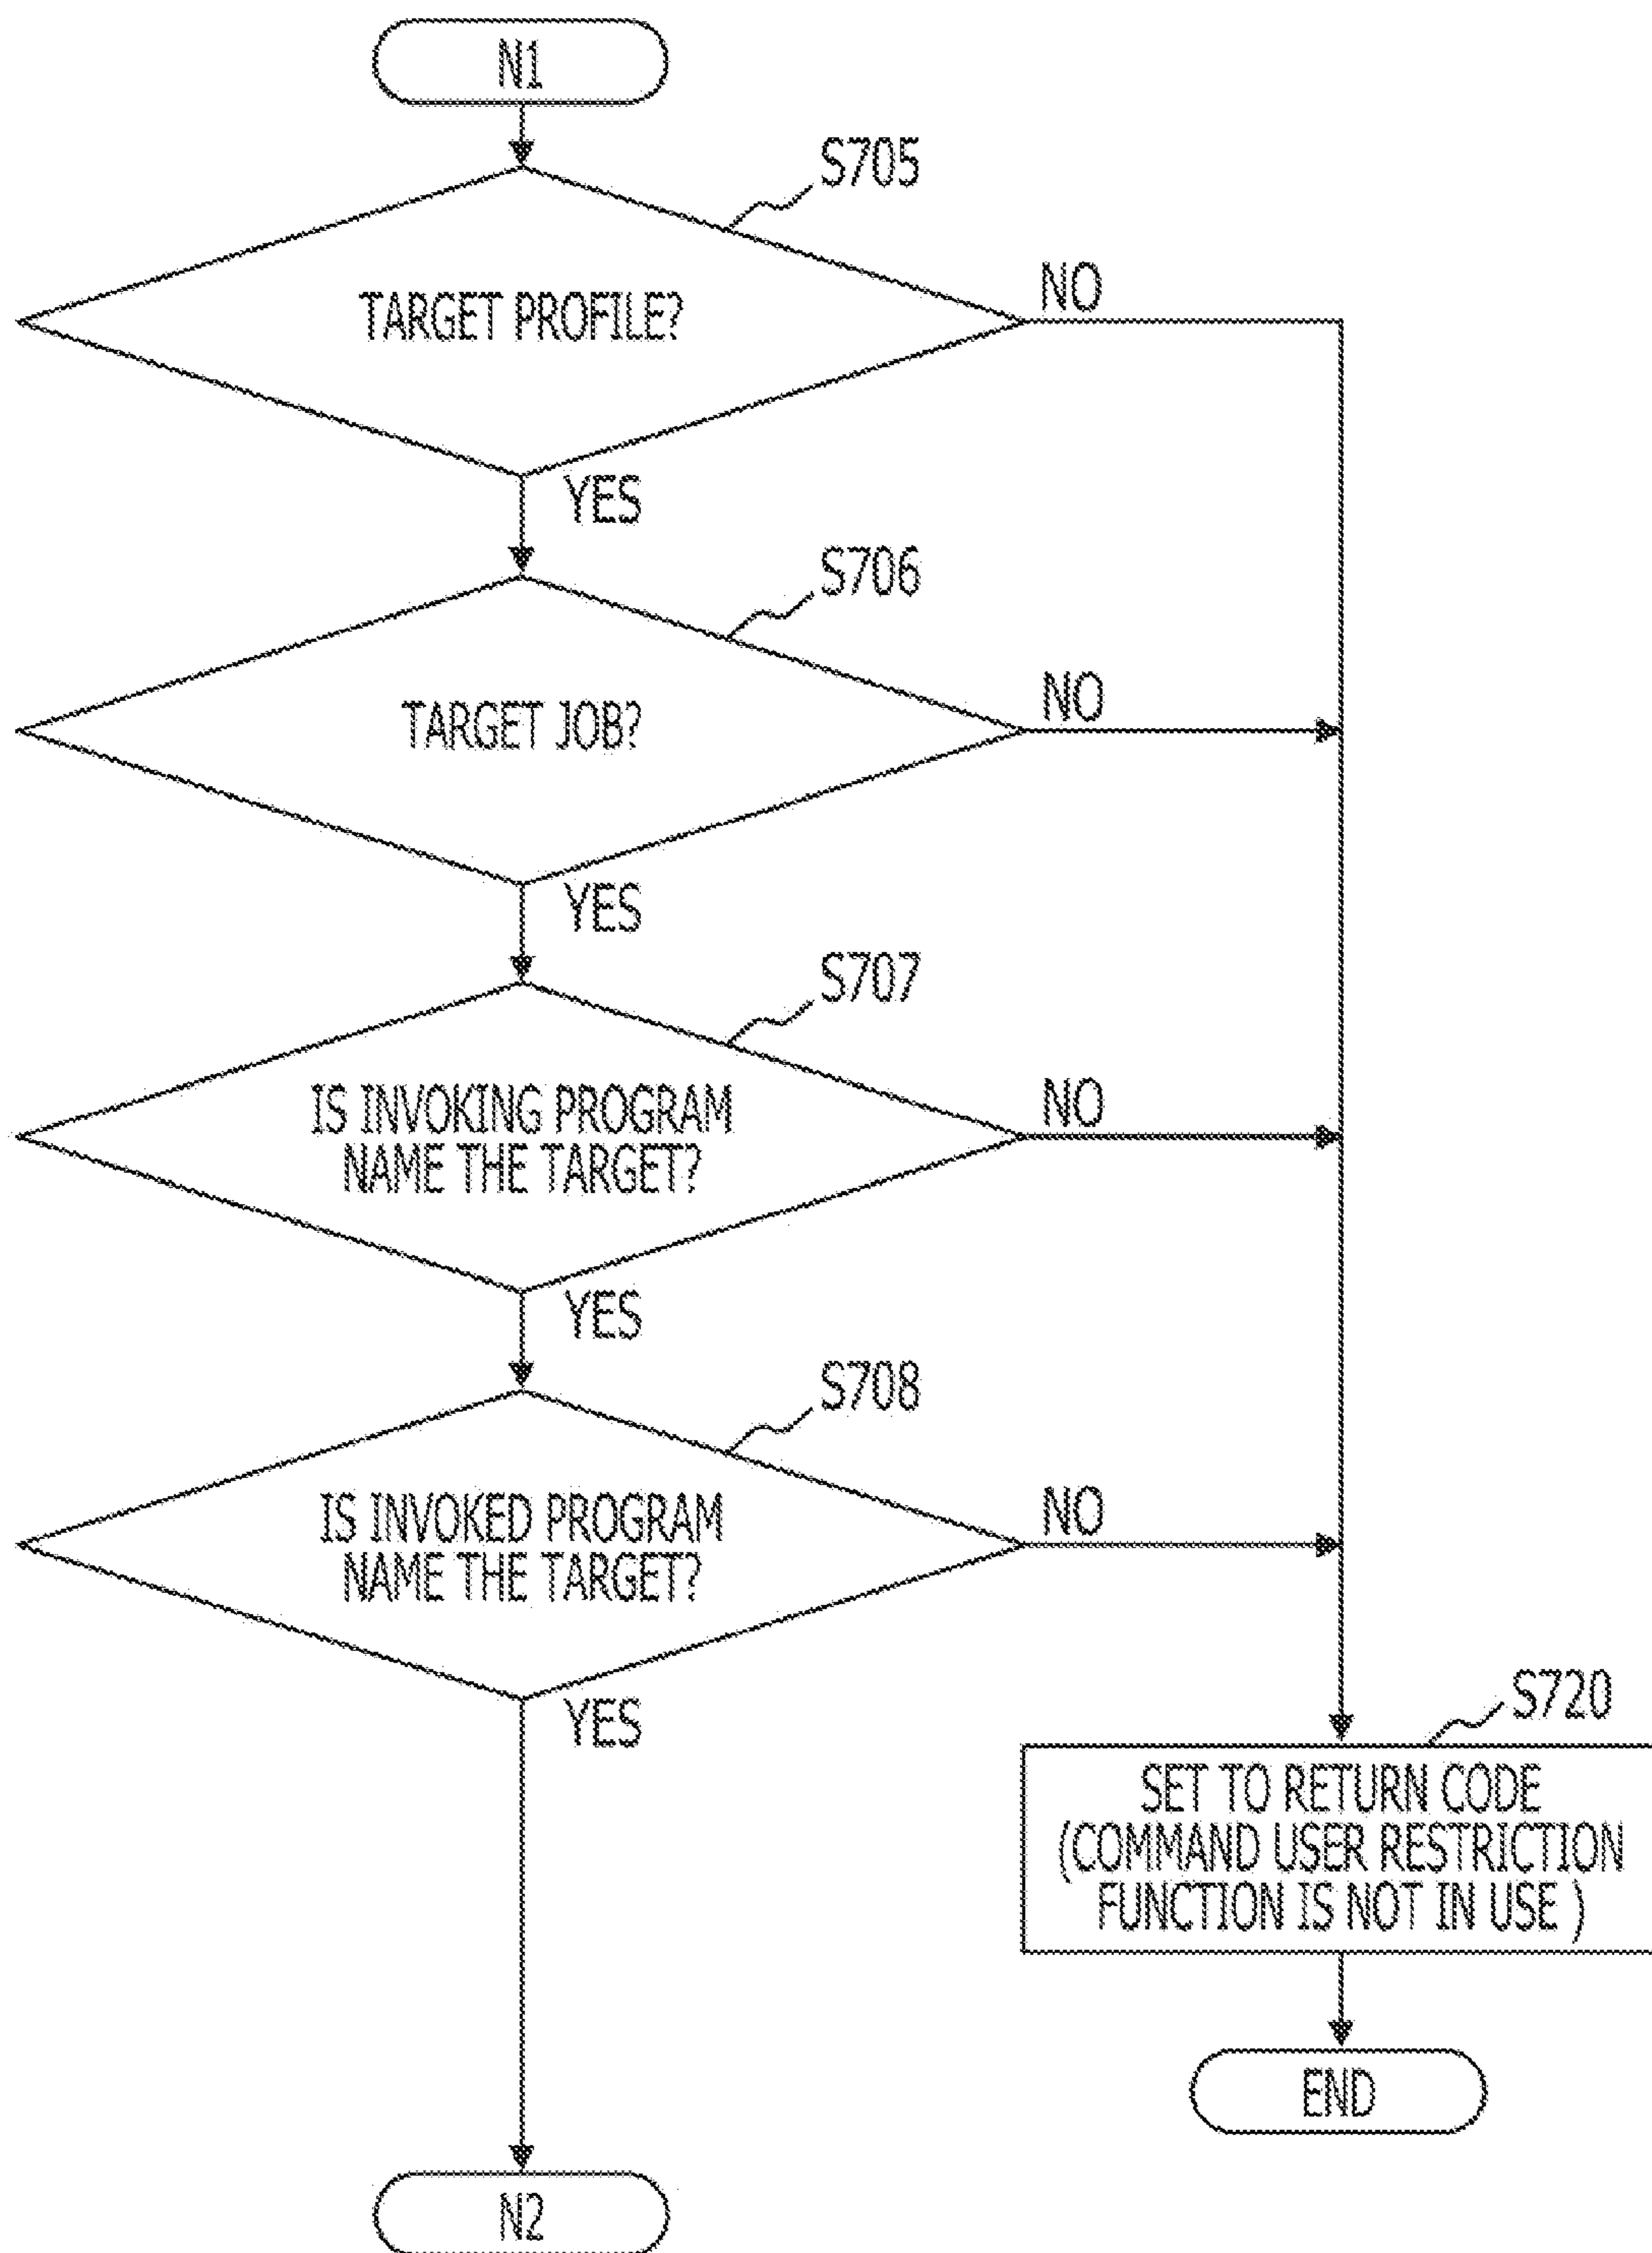 N1
S705
TARGET PROFILE?
NO
YES
S706
TARGET JOB?
NO
YES
S707
IS INVOKING PROGRAM
NAME THE TARGET?
NO
YES
S708
IS INVOKED PROGRAM
NAME THE TARGET?
NO
YES
S720
SET TO RETURN CODE
(COMMAND USER RESTRICTION
FUNCTION IS NOT IN USE )
END
N2